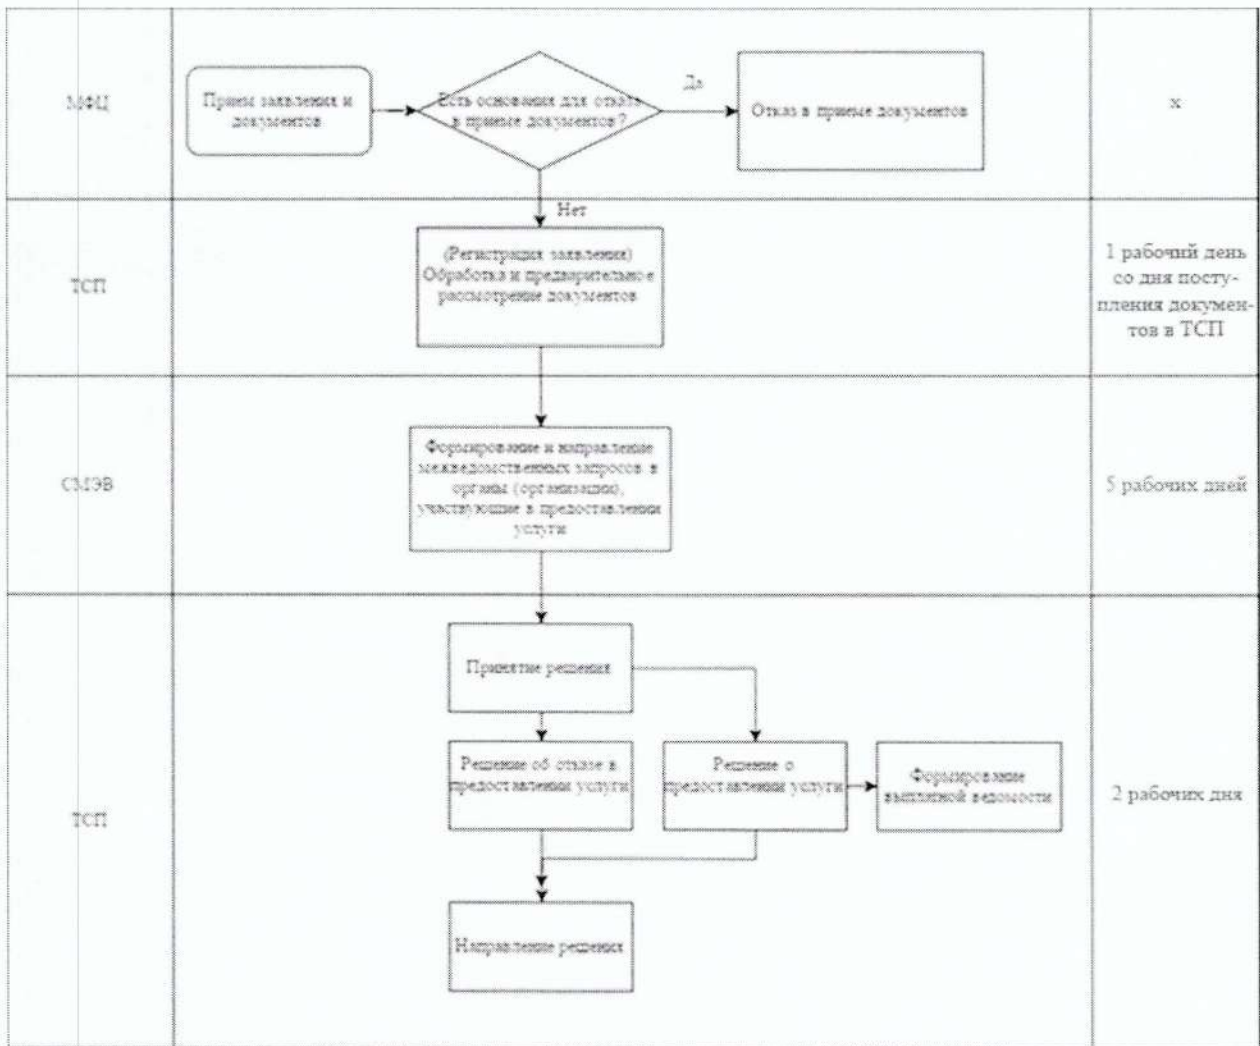 МФЦ
Прием заявления и
документов
Есть основания для отказа
в приеме документов?
Да
Отказ в приеме документов
х
Нет
ТСП
(Регистрация заявления)
Обработка и предварительное
рассмотрение документов
1 рабочий день
со дня посту-
пления докумен-
тов в ТСП
СМЭВ
Формирование и направление
межведомственных запросов в
органы (организации),
участвующие в предоставлении
услуги
5 рабочих дней
ТСП
Принятие решения
Решение об отказе в
предоставлении услуги
Решение о
предоставлении услуги
Формирование
выплатной ведомости
2 рабочих дня
Направление решения